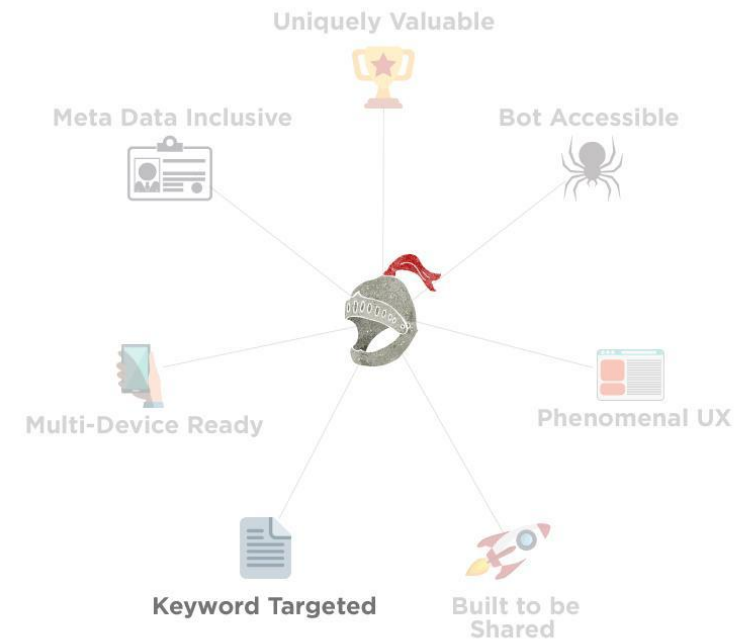 Uniquely Valuable
Meta Data Inclusive
Bot Accessible
Multi-Device Ready
Phenomenal UX
Keyword Targeted
Built to be
Shared